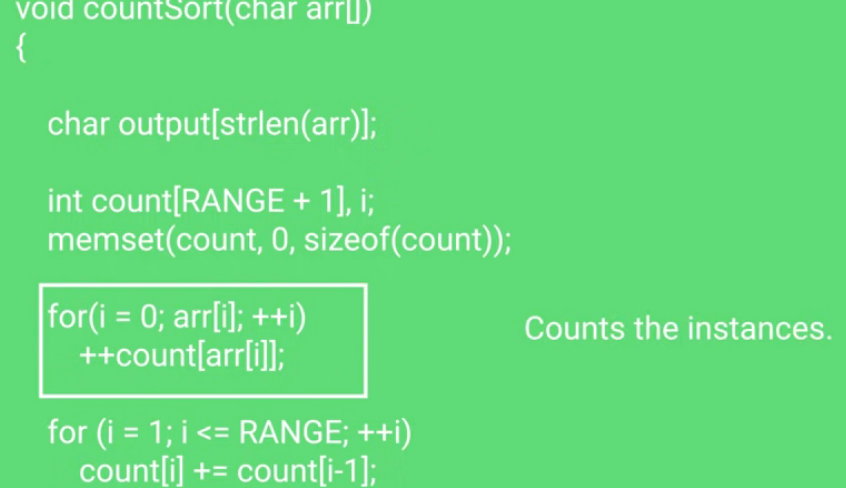 void countSort(char arr[])
{
char output[strlen(arr)];
int count[RANGE + 1], i;
memset(count, 0, sizeof(count));
for(i = 0; arr[i]; ++i)
++count[arr[i]];
Counts the instances.
for (i = 1; i <= RANGE; ++i)
count[i] += count[i-1];